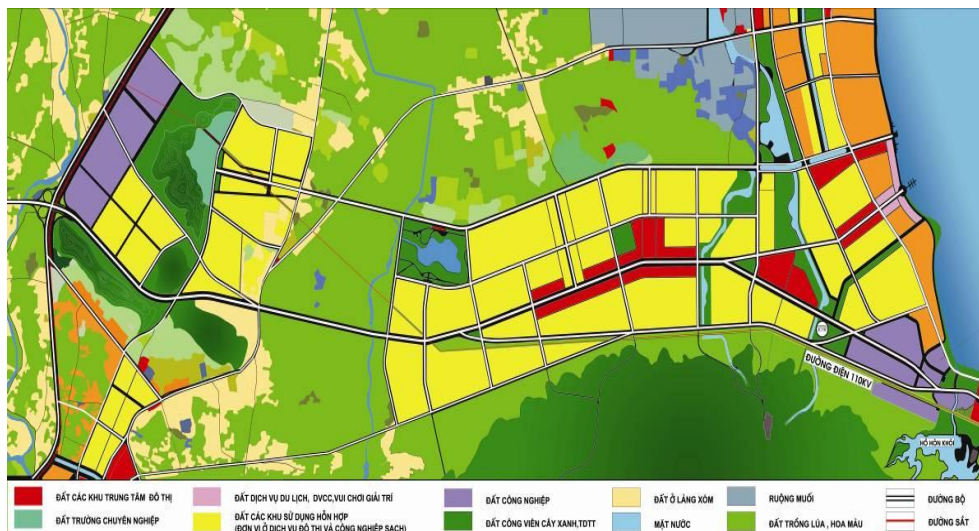 ĐƯỜNG ĐIỆN 110KV
HỒ HÒN KHÓI
ĐẤT CÁC KHU TRUNG TÂM ĐÔ THỊ
ĐẤT DỊCH VỤ DU LỊCH, DVCC,VUI CHƠI GIẢI TRÍ
ĐẤT CÔNG NGHIỆP
ĐẤT Ở LÀNG XÓM
RUỘNG MUỐI
ĐƯỜNG BỘ
ĐẤT TRƯỜNG CHUYÊN NGHIỆP
ĐẤT CÁC KHU SỬ DỤNG HỖN HỢP
(ĐƠN VỊ Ở DỊCH VỤ ĐÔ THỊ VÀ CÔNG NGHIỆP SẠCH)
ĐẤT CÔNG VIÊN CÂY XANH,TDTT
MẶT NƯỚC
ĐẤT TRỒNG LÚA , HOA MÀU
ĐƯỜNG SẮT